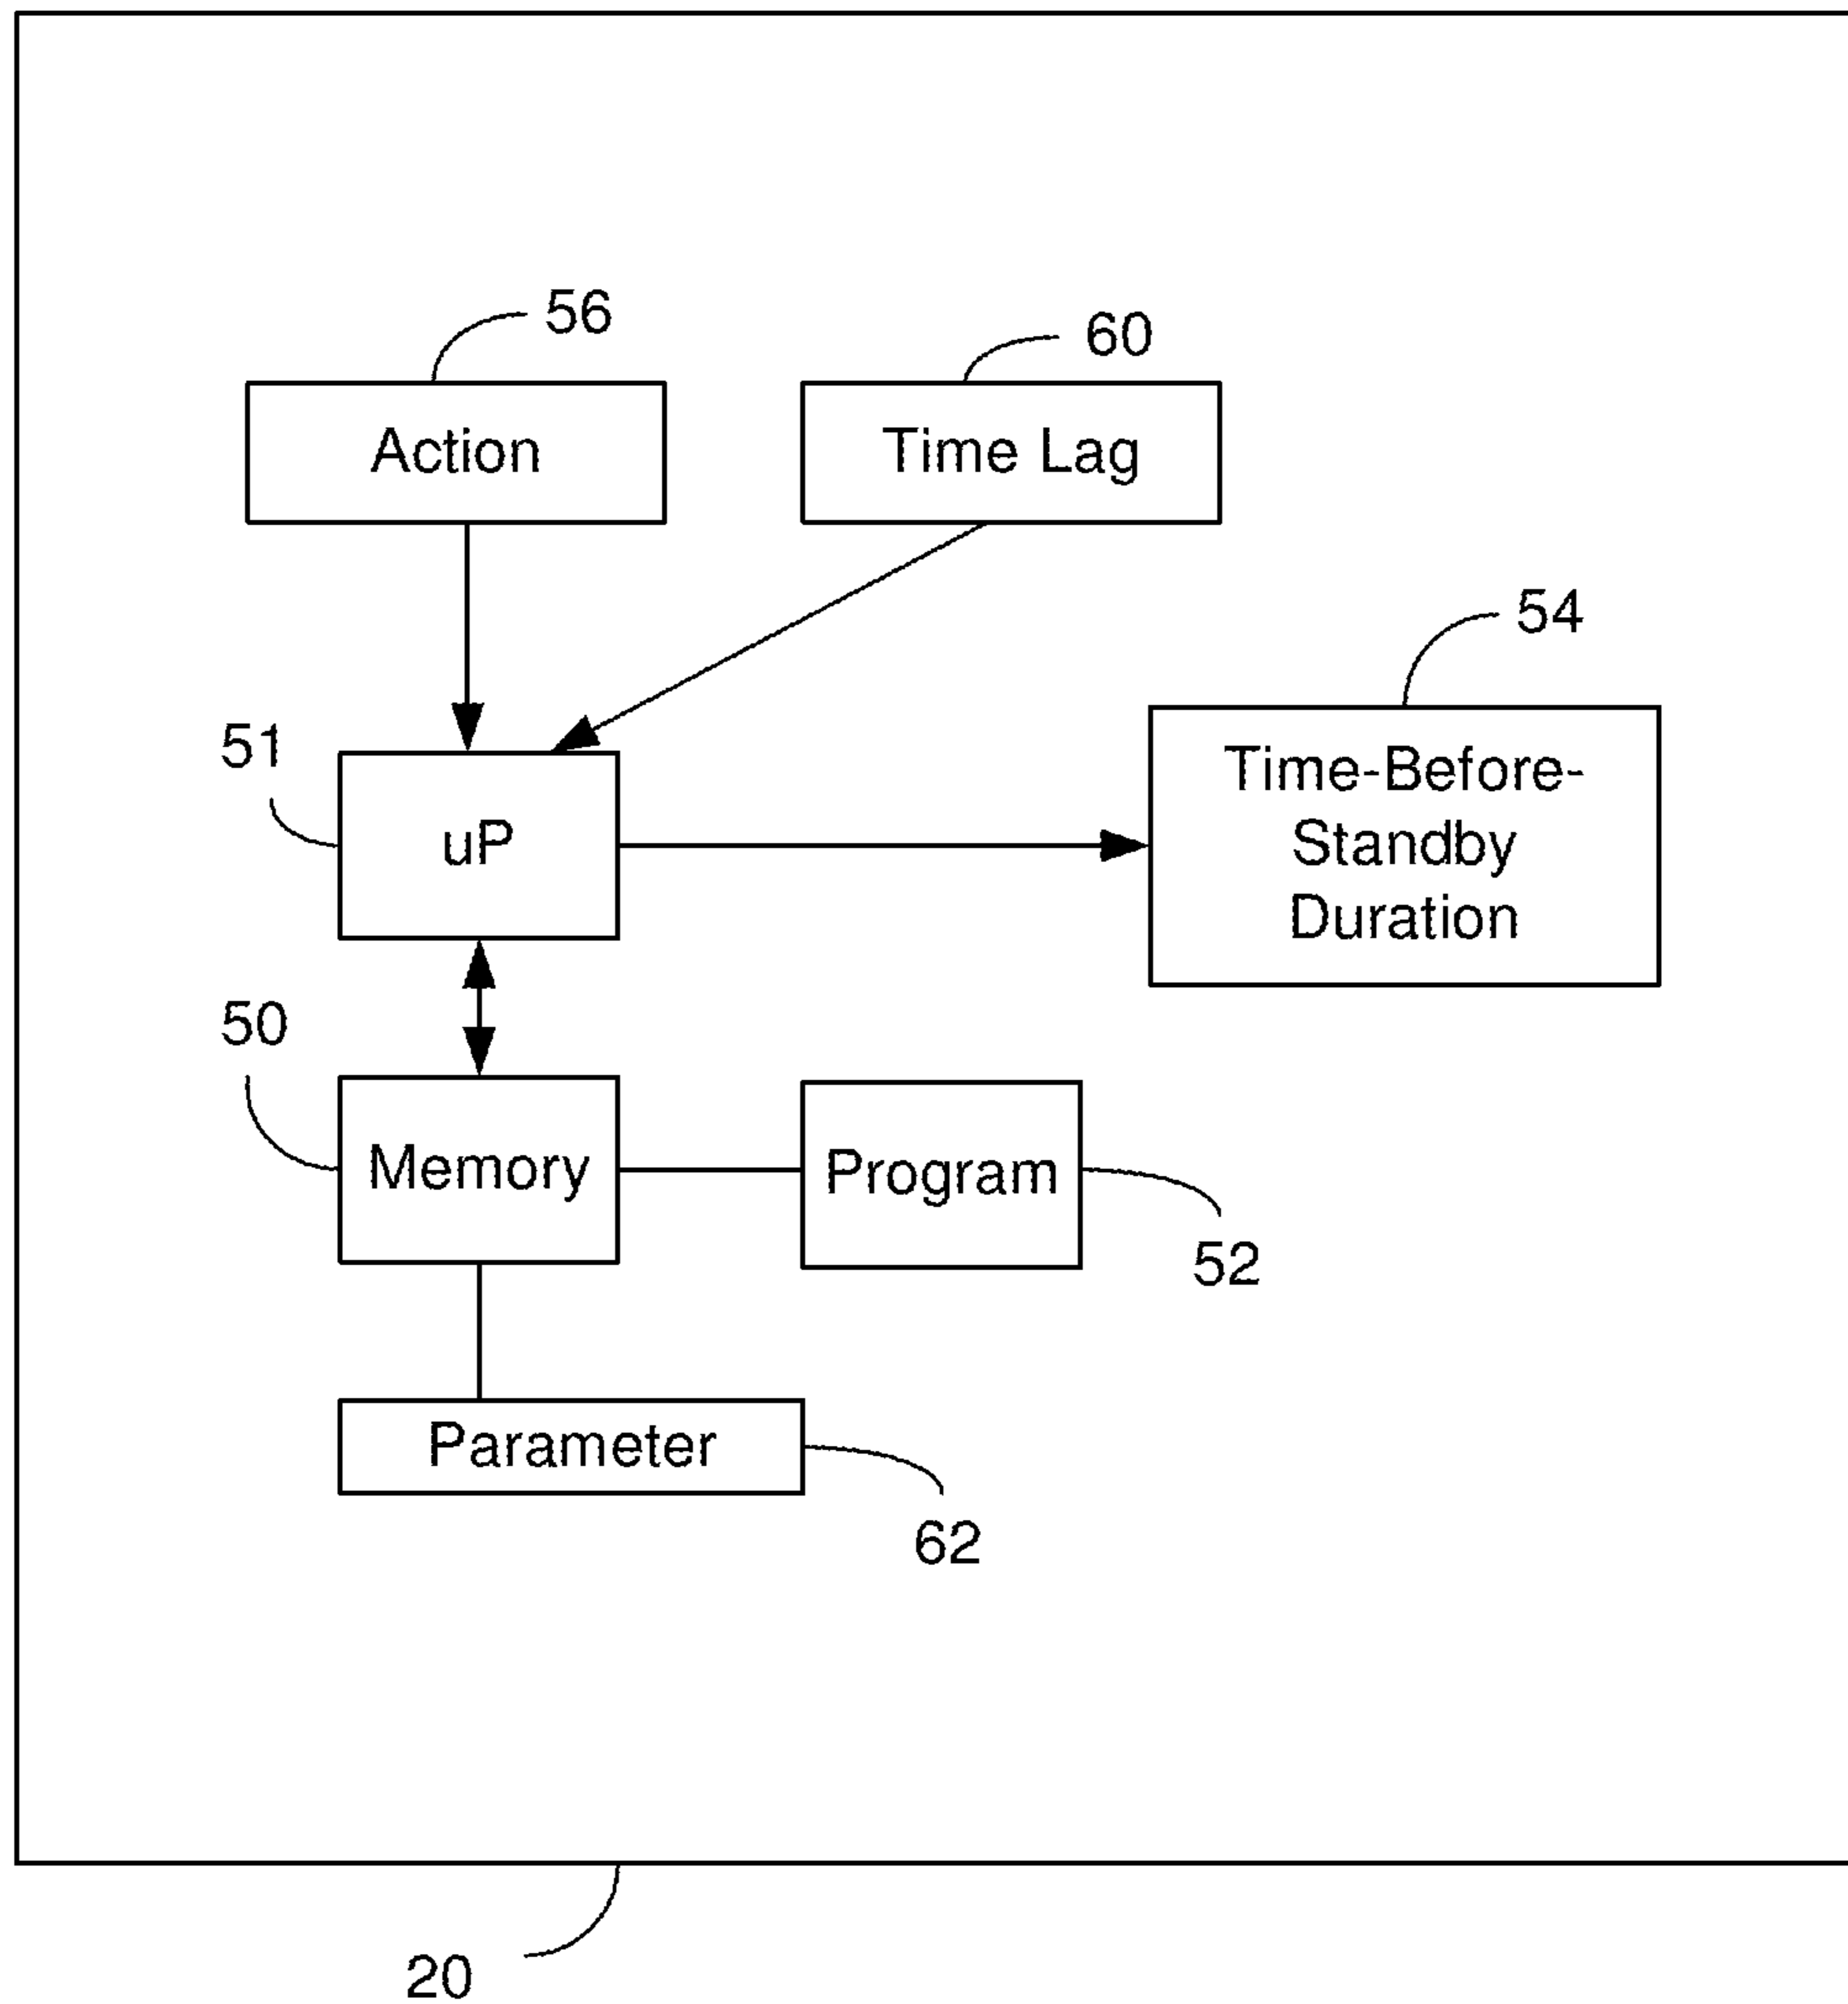 56
60
Action
Time Lag
54
51
uP
Time-Before-
Standby
Duration
50
Memory
Program
52
Parameter
62
20